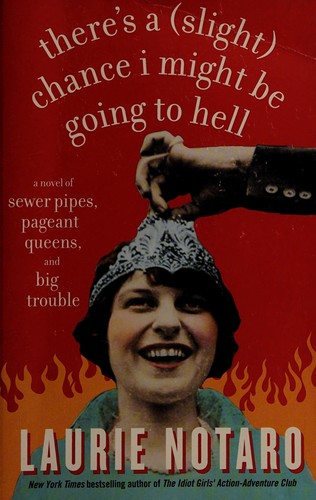 there's a (slight)
chance i might be
going to hell
a novel of
sewer pipes,
pageant
queens,
and
big
trouble
LAURIE NOTARO
New York Times bestselling author of The Idiot Girls' Action-Adventure Club